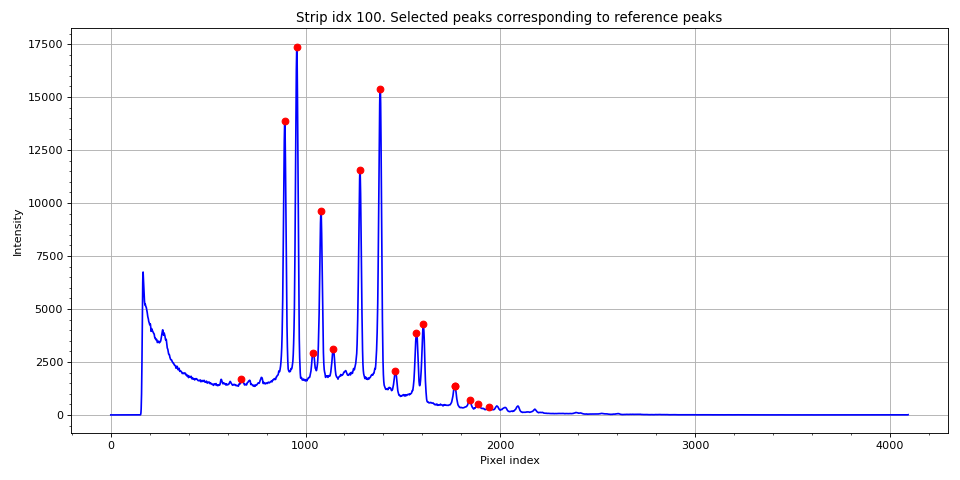 Strip idx 100. Selected peaks corresponding to reference peaks
17500
15000
12500
10000
7500
5000
2500
0
Intensity
0 1000 2000 3000 4000
Pixel index